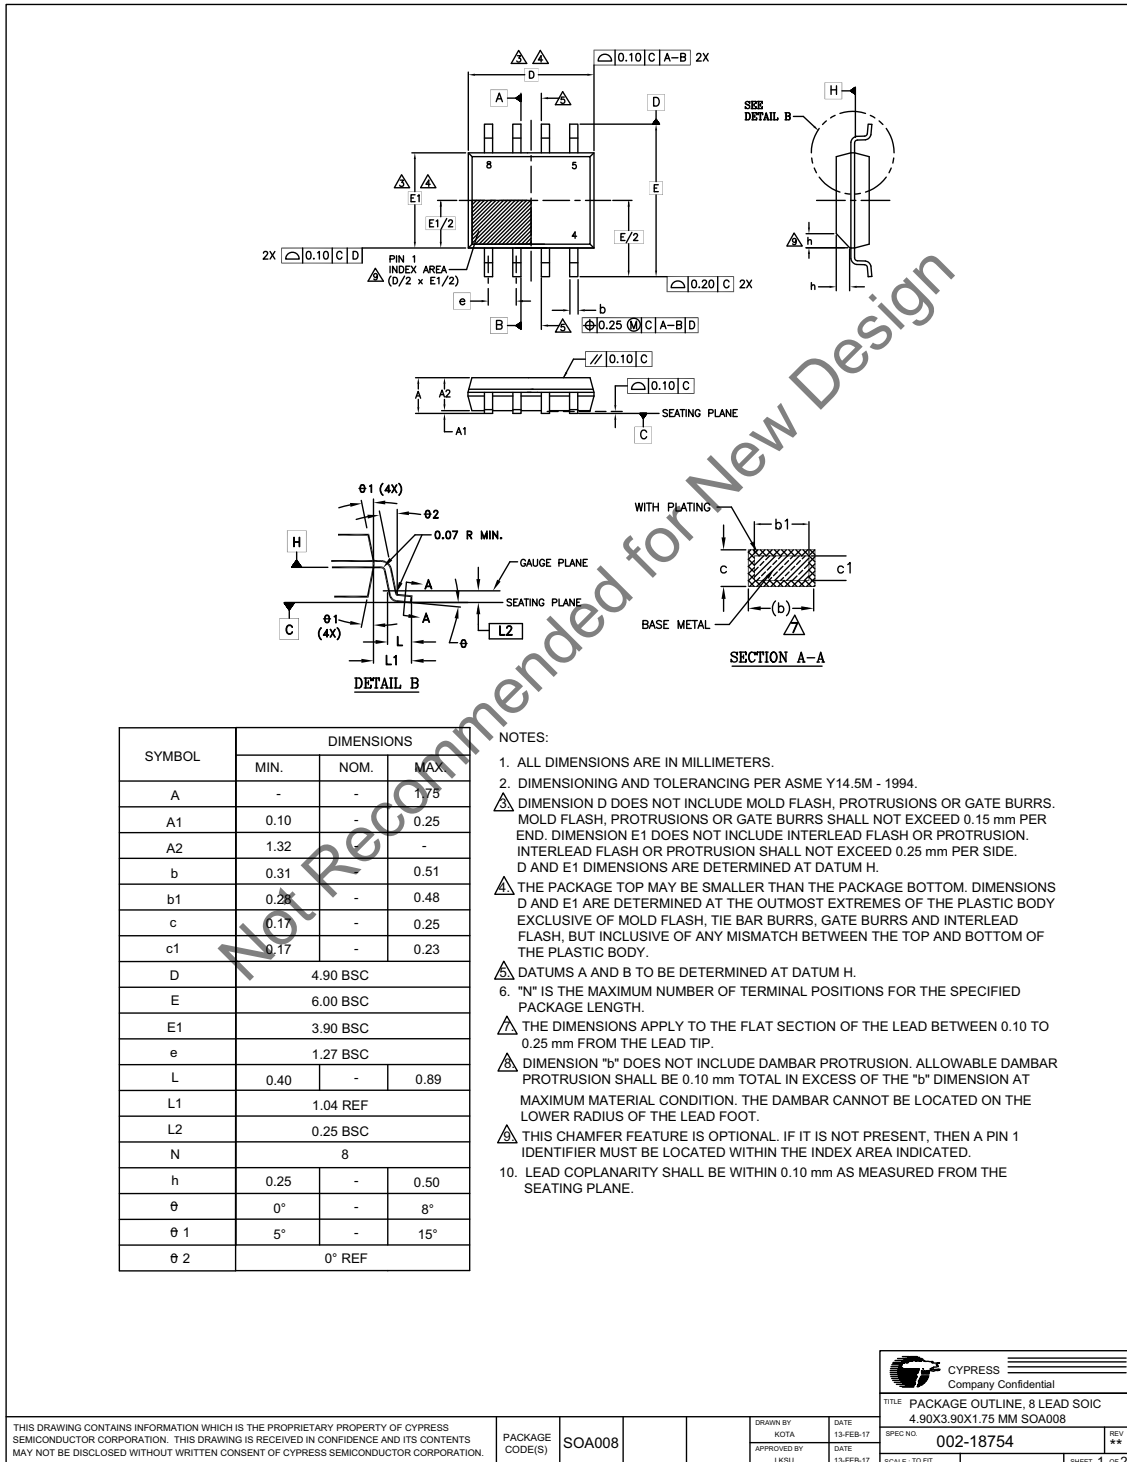 3 4
D
0.10 C A-B 2X
A
5
D
8
5
3 4
E1
E
E1/2
E/2
4
2X 0.10 C D
PIN 1
INDEX AREA
(D/2 x E1/2)
9
0.20 C 2X
e
b
B
5
0.25 M C A-B D
H
SEE
DETAIL B
9
h
h
// 0.10 C
A
A2
0.10 C
SEATING PLANE
A1
C
θ1 (4X)
θ2
0.07 R MIN.
H
GAUGE PLANE
A
SEATING PLANE
C
θ1
(4X)
A
L2
θ
L
L1
DETAIL B
WITH PLATING
b1
c
c1
(b)
7
BASE METAL
SECTION A-A
Not Recommended for New Design
SYMBOL DIMENSIONS
MIN. NOM. MAX.
A - - 1.75
A1 0.10 - 0.25
A2 1.32 - -
b 0.31 - 0.51
b1 0.28 - 0.48
c 0.17 - 0.25
c1 0.17 - 0.23
D 4.90 BSC
E 6.00 BSC
E1 3.90 BSC
e 1.27 BSC
L 0.40 - 0.89
L1 1.04 REF
L2 0.25 BSC
N 8
h 0.25 - 0.50
θ 0° - 8°
θ 1 5° - 15°
θ 2 0° REF
NOTES:
1. ALL DIMENSIONS ARE IN MILLIMETERS.
2. DIMENSIONING AND TOLERANCING PER ASME Y14.5M - 1994.
3. DIMENSION D DOES NOT INCLUDE MOLD FLASH, PROTRUSIONS OR GATE BURRS.
MOLD FLASH, PROTRUSIONS OR GATE BURRS SHALL NOT EXCEED 0.15 mm PER
END. DIMENSION E1 DOES NOT INCLUDE INTERLEAD FLASH OR PROTRUSION.
INTERLEAD FLASH OR PROTRUSION SHALL NOT EXCEED 0.25 mm PER SIDE.
D AND E1 DIMENSIONS ARE DETERMINED AT DATUM H.
4. THE PACKAGE TOP MAY BE SMALLER THAN THE PACKAGE BOTTOM. DIMENSIONS
D AND E1 ARE DETERMINED AT THE OUTMOST EXTREMES OF THE PLASTIC BODY
EXCLUSIVE OF MOLD FLASH, TIE BAR BURRS, GATE BURRS AND INTERLEAD
FLASH, BUT INCLUSIVE OF ANY MISMATCH BETWEEN THE TOP AND BOTTOM OF
THE PLASTIC BODY.
5. DATUMS A AND B TO BE DETERMINED AT DATUM H.
6. "N" IS THE MAXIMUM NUMBER OF TERMINAL POSITIONS FOR THE SPECIFIED
PACKAGE LENGTH.
7. THE DIMENSIONS APPLY TO THE FLAT SECTION OF THE LEAD BETWEEN 0.10 TO
0.25 mm FROM THE LEAD TIP.
8. DIMENSION "b" DOES NOT INCLUDE DAMBAR PROTRUSION. ALLOWABLE DAMBAR
PROTRUSION SHALL BE 0.10 mm TOTAL IN EXCESS OF THE "b" DIMENSION AT
MAXIMUM MATERIAL CONDITION. THE DAMBAR CANNOT BE LOCATED ON THE
LOWER RADIUS OF THE LEAD FOOT.
9. THIS CHAMFER FEATURE IS OPTIONAL. IF IT IS NOT PRESENT, THEN A PIN 1
IDENTIFIER MUST BE LOCATED WITHIN THE INDEX AREA INDICATED.
10. LEAD COPLANARITY SHALL BE WITHIN 0.10 mm AS MEASURED FROM THE
SEATING PLANE.
CYPRESS
Company Confidential
TITLE PACKAGE OUTLINE, 8 LEAD SOIC
4.90X3.90X1.75 MM SOA008
THIS DRAWING CONTAINS INFORMATION WHICH IS THE PROPRIETARY PROPERTY OF CYPRESS
SEMICONDUCTOR CORPORATION. THIS DRAWING IS RECEIVED IN CONFIDENCE AND ITS CONTENTS
MAY NOT BE DISCLOSED WITHOUT WRITTEN CONSENT OF CYPRESS SEMICONDUCTOR CORPORATION.
PACKAGE
CODE(S)
SOA008
DRAWN BY
KOTA
DATE
13-FEB-17
APPROVED BY
LKSU
DATE
13-FEB-17
SPEC NO.
002-18754
REV
**
SCALE : TO FIT
SHEET 1 OF 2